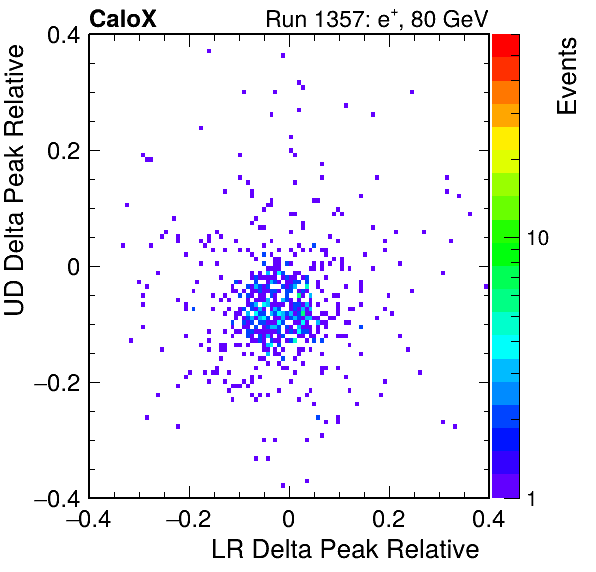 CaloX
Run 1357: e+, 80 GeV
Events
UD Delta Peak Relative
0.4
0.2
0
−0.2
−0.4
10
1
−0.4
−0.2
0
0.2
0.4
LR Delta Peak Relative